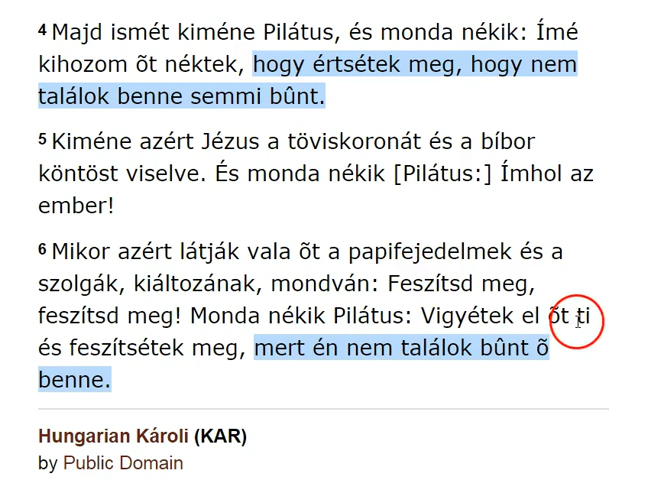 4 Majd ismét kiméne Pilátus, és monda nékik: Ímé
kihozom õt néktek, hogy értsétek meg, hogy nem
találok benne semmi bûnt.
5 Kiméne azért Jézus a töviskoronát és a bíbor
köntöst viselve. És monda nékik [Pilátus:] Ímhol az
ember!
6 Mikor azért látják vala õt a papifejedelmek és a
szolgák, kiáltozának, mondván: Feszítsd meg,
feszítsd meg! Monda nékik Pilátus: Vigyétek el õt ti
és feszítsétek meg, mert én nem találok bûnt õ
benne.
Hungarian Károli (KAR)
by Public Domain